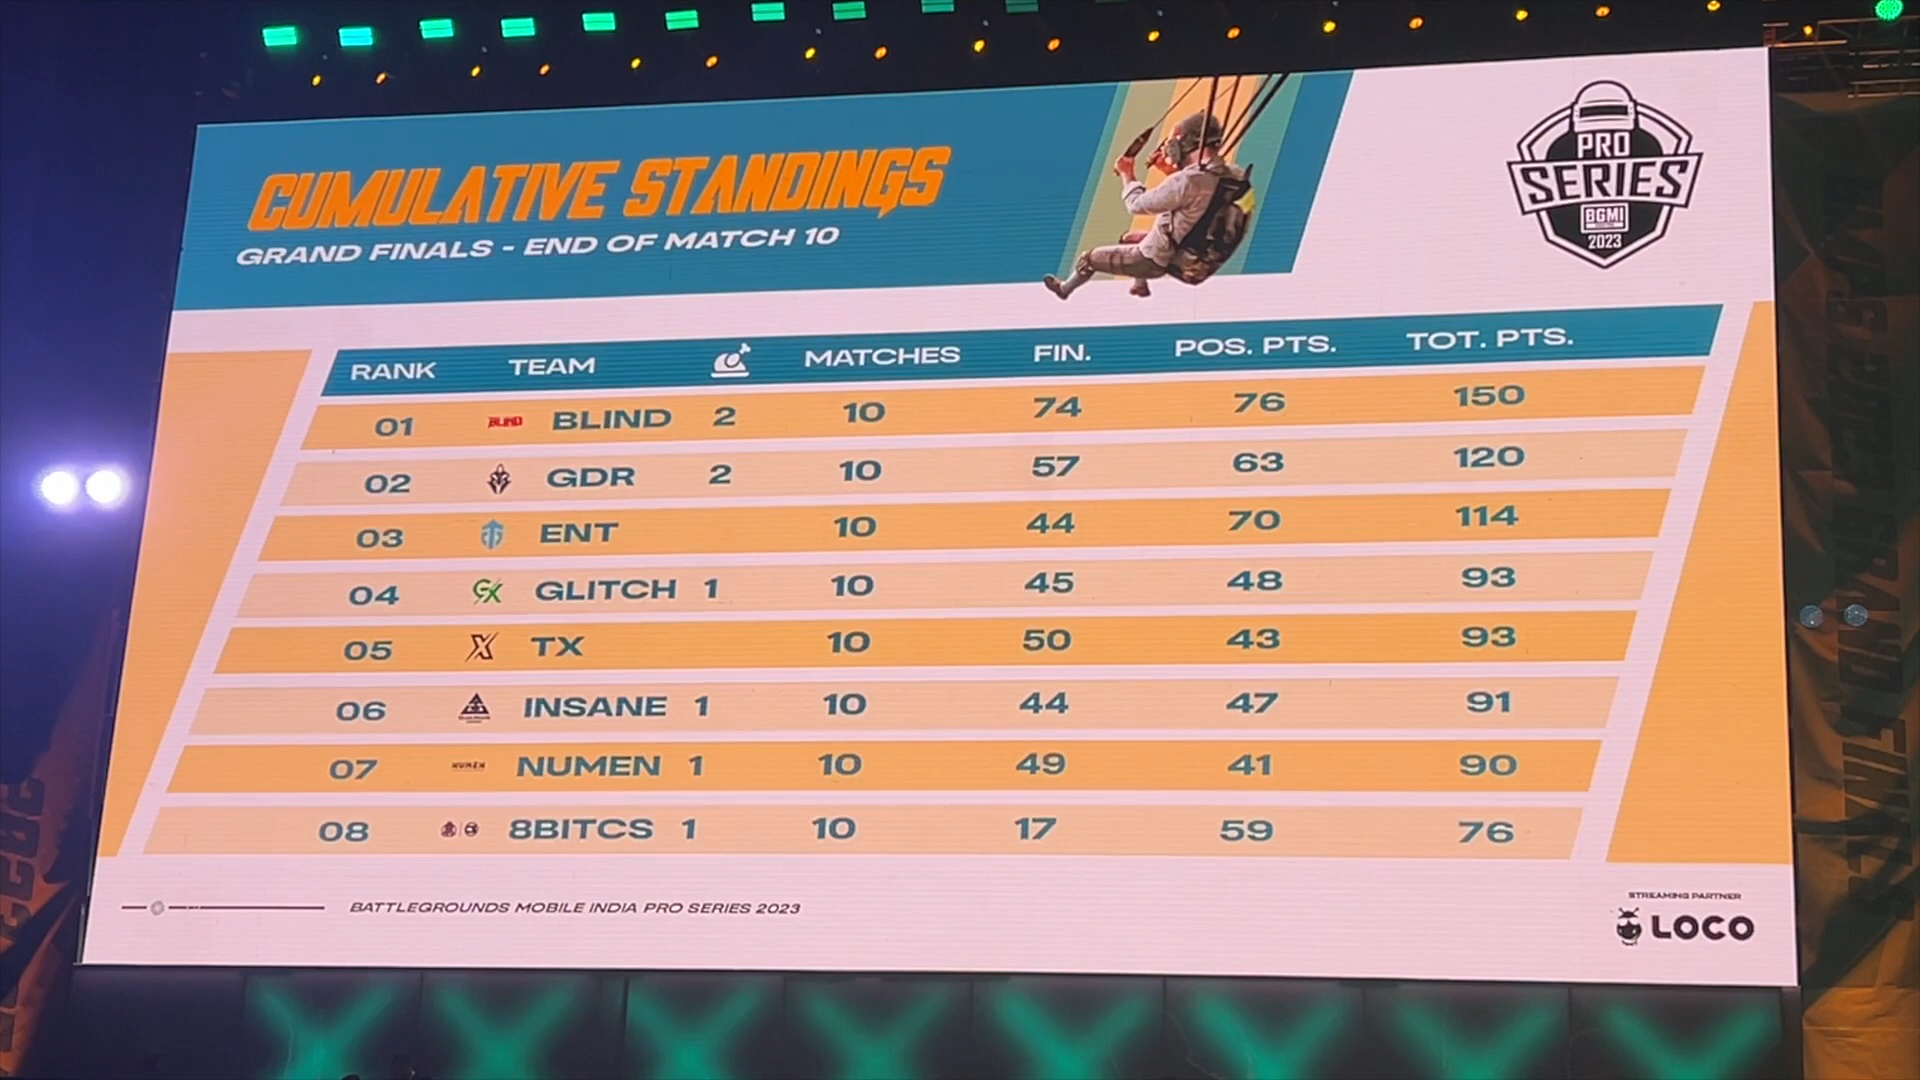 CUMULATIVE STANDINGS
GRAND FINALS - END OF MATCH 10
PRO
SERIES
BGMI
2023
RANK TEAM MATCHES FIN. POS. PTS. TOT. PTS.
01 BLIND BLIND 2 10 74 76 150
02 GDR 2 10 57 63 120
03 ENT 10 44 70 114
04 GX GLITCH 1 10 45 48 93
05 X TX 10 50 43 93
06 INSANE 1 10 44 47 91
07 NUMEN NUMEN 1 10 49 41 90
08 8BITCS 1 10 17 59 76
BATTLEGROUNDS MOBILE INDIA PRO SERIES 2023
STREAMING PARTNER
LOCO